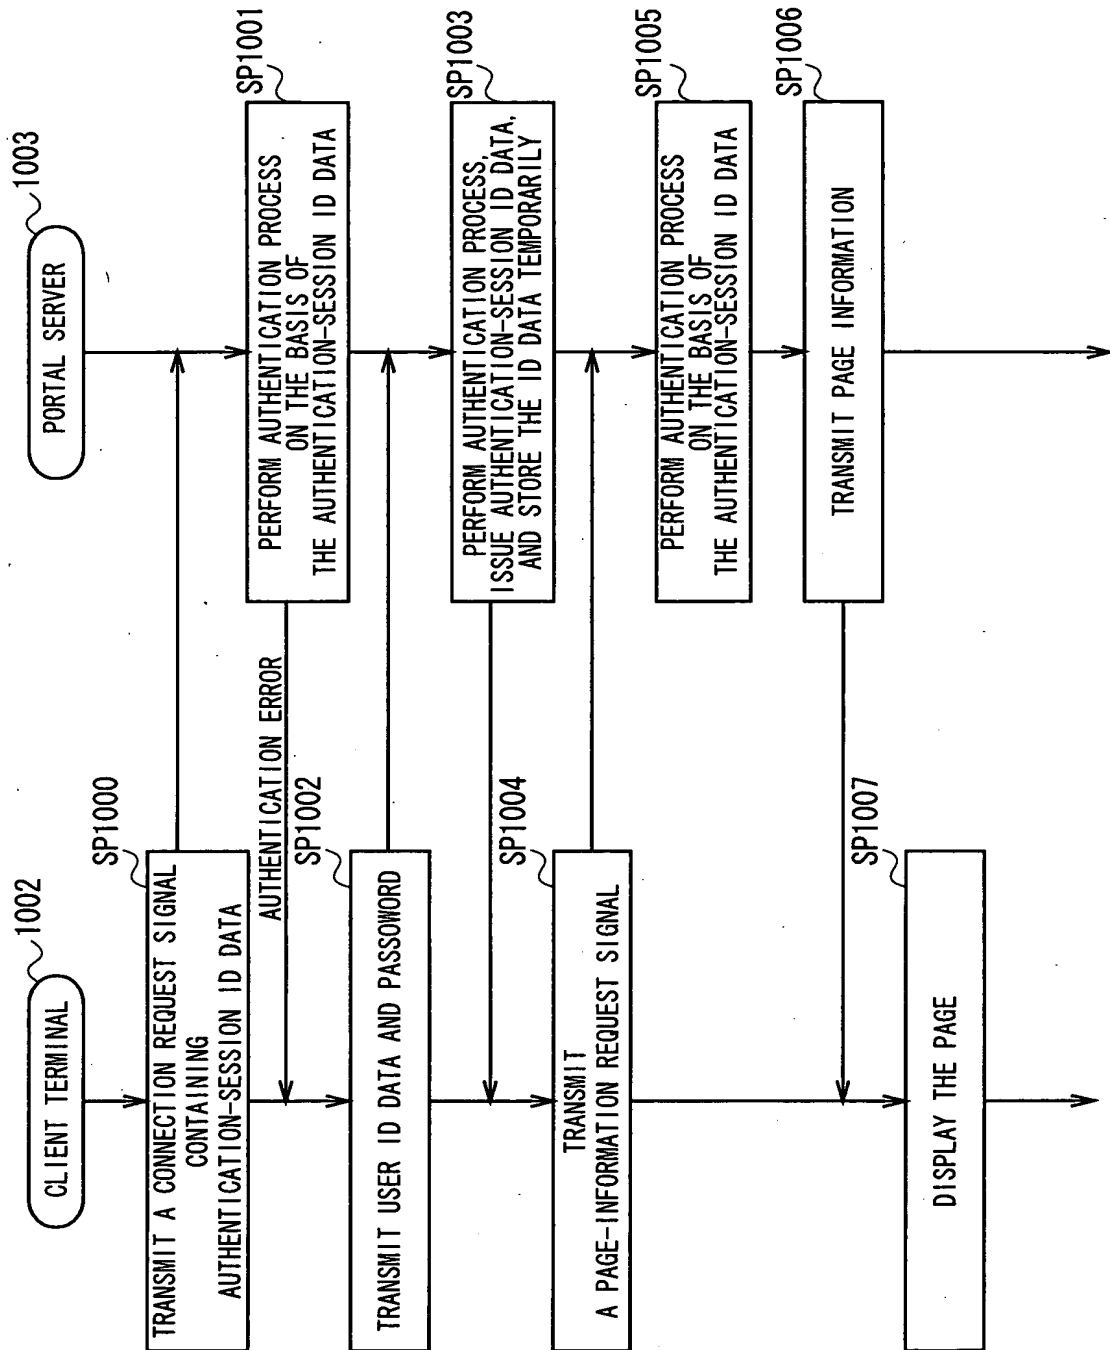 CLIENT TERMINAL
1002
PORTAL SERVER
1003
SP1000
TRANSMIT A CONNECTION REQUEST SIGNAL
CONTAINING
AUTHENTICATION-SESSION ID DATA
SP1001
PERFORM AUTHENTICATION PROCESS
ON THE BASIS OF
THE AUTHENTICATION-SESSION ID DATA
AUTHENTICATION ERROR
SP1002
TRANSMIT USER ID DATA AND PASSOWORD
SP1003
PERFORM AUTHENTICATION PROCESS,
ISSUE AUTHENTICATION-SESSION ID DATA,
AND STORE THE ID DATA TEMPORARILY
SP1004
TRANSMIT
A PAGE-INFORMATION REQUEST SIGNAL
SP1005
PERFORM AUTHENTICATION PROCESS
ON THE BASIS OF
THE AUTHENTICATION-SESSION ID DATA
SP1006
TRANSMIT PAGE INFORMATION
SP1007
DISPLAY THE PAGE